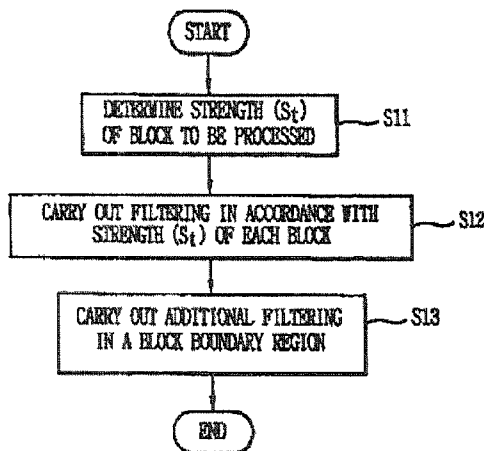 START
DETERMINE STRENGTH (St)
OF BLOCK TO BE PROCESSED
S11
CARRY OUT FILTERING IN ACCORDANCE WITH
STRENGTH (St) OF EACH BLOCK
S12
CARRY OUT ADDITIONAL FILTERING
IN A BLOCK BOUNDARY REGION
S13
END